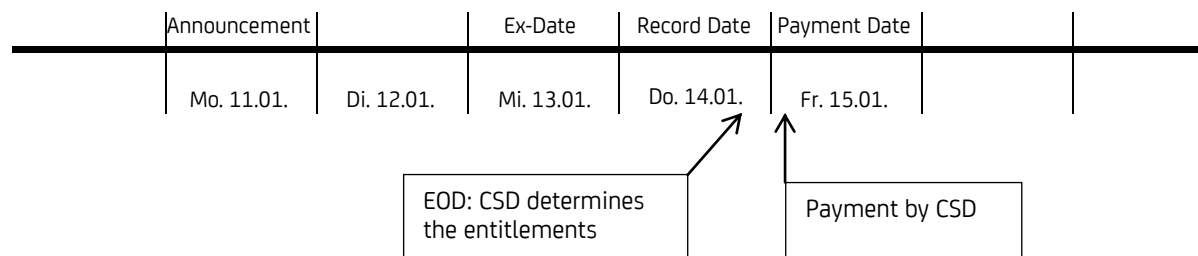 Announcement Ex-Date Record Date Payment Date
Mo. 11.01. Di. 12.01. Mi. 13.01. Do. 14.01. Fr. 15.01.
EOD: CSD determines
the entitlements
Payment by CSD